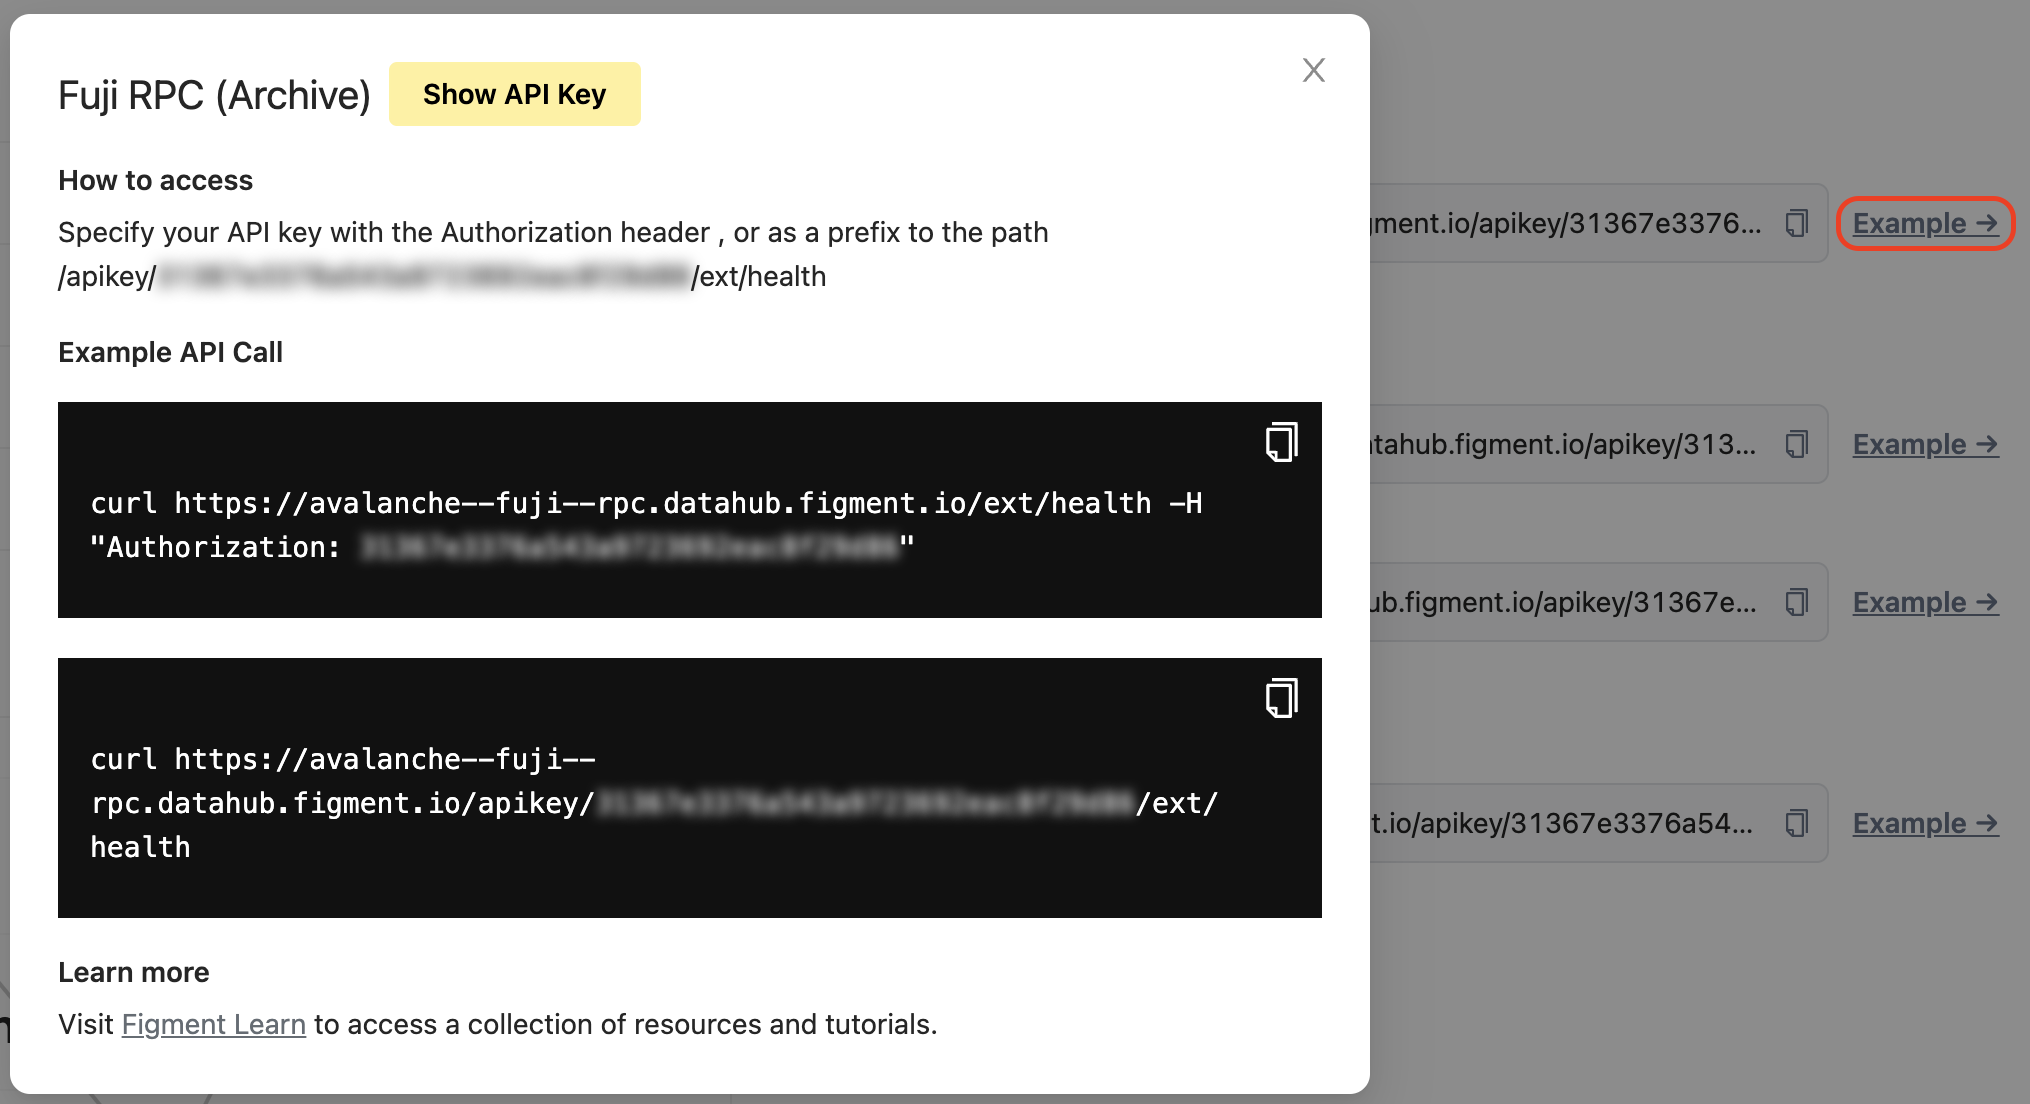 Fuji RPC (Archive) Show API Key
How to access
Specify your API key with the Authorization header , or as a prefix to the path
/apikey/ /ext/health
Example API Call
curl https://avalanche--fuji--rpc.datahub.figment.io/ext/health -H
"Authorization: "
curl https://avalanche--fuji--
rpc.datahub.figment.io/apikey/ /ext/
health
Learn more
Visit Figment Learn to access a collection of resources and tutorials.
gment.io/apikey/31367e3376... Example →
tahub.figment.io/apikey/313... Example →
ub.figment.io/apikey/31367e... Example →
t.io/apikey/31367e3376a54... Example →